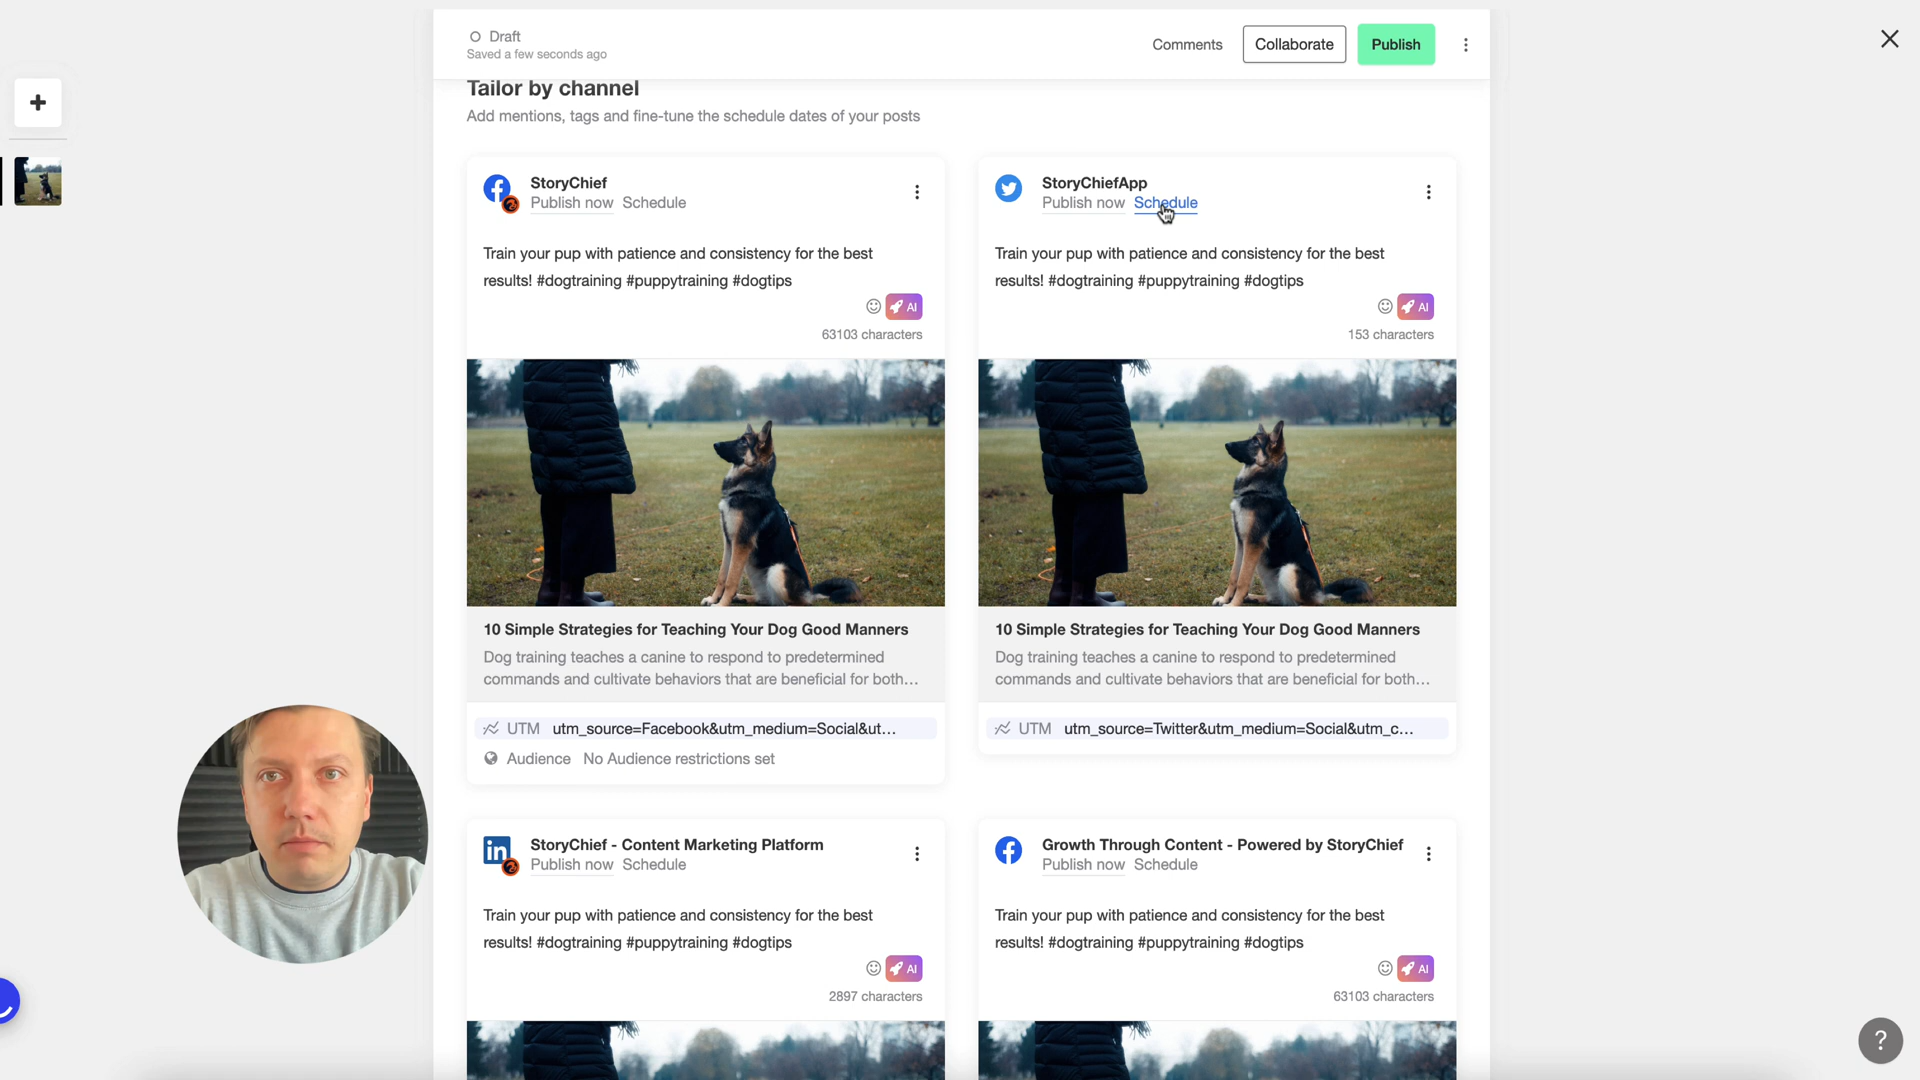 Draft
Saved a few seconds ago
Comments
Collaborate
Publish
Tailor by channel
Add mentions, tags and fine-tune the schedule dates of your posts
StoryChief
Publish now Schedule
Train your pup with patience and consistency for the best
results! #dogtraining #puppytraining #dogtips
AI
63103 characters
10 Simple Strategies for Teaching Your Dog Good Manners
Dog training teaches a canine to respond to predetermined
commands and cultivate behaviors that are beneficial for both...
UTM utm_source=Facebook&utm_medium=Social&ut...
Audience No Audience restrictions set
StoryChiefApp
Publish now Schedule
Train your pup with patience and consistency for the best
results! #dogtraining #puppytraining #dogtips
AI
153 characters
10 Simple Strategies for Teaching Your Dog Good Manners
Dog training teaches a canine to respond to predetermined
commands and cultivate behaviors that are beneficial for both...
UTM utm_source=Twitter&utm_medium=Social&utm_c...
in
StoryChief - Content Marketing Platform
Publish now Schedule
Train your pup with patience and consistency for the best
results! #dogtraining #puppytraining #dogtips
AI
2897 characters
Growth Through Content - Powered by StoryChief
Publish now Schedule
Train your pup with patience and consistency for the best
results! #dogtraining #puppytraining #dogtips
AI
63103 characters
?